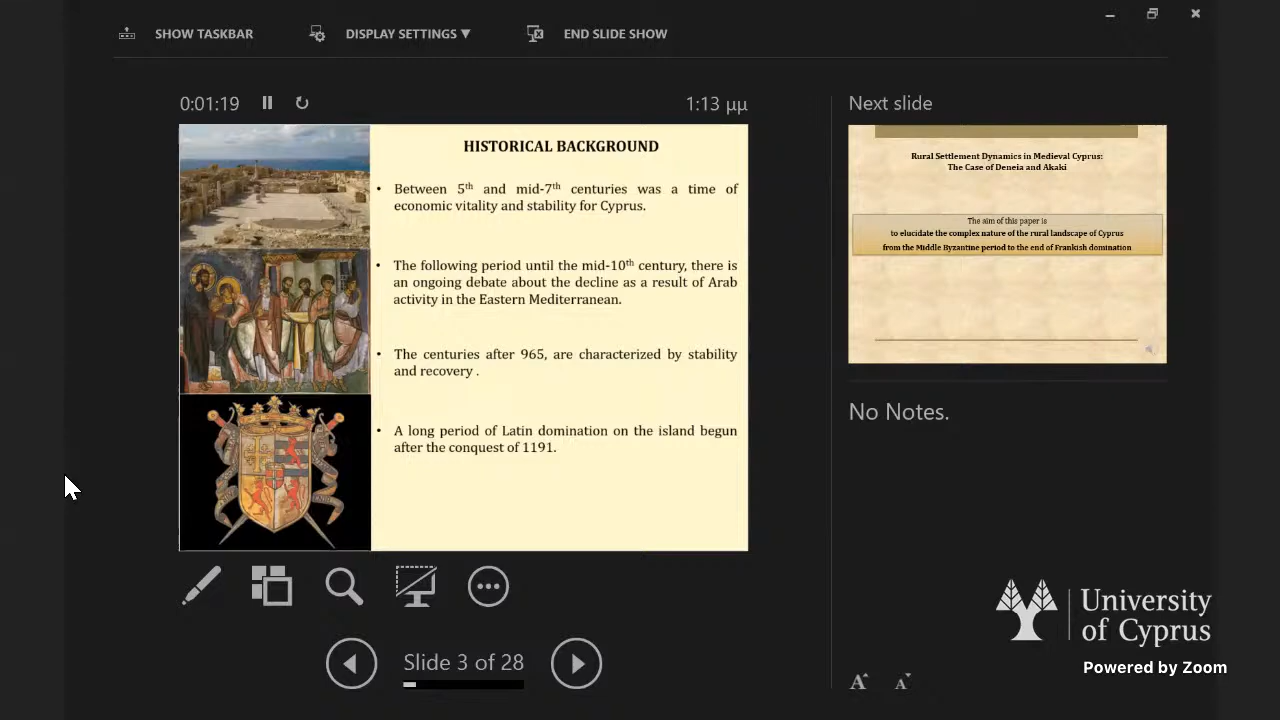 SHOW TASKBAR
DISPLAY SETTINGS ▼
END SLIDE SHOW
0:01:19
1:13 μμ
Next slide
HISTORICAL BACKGROUND
• Between 5th and mid-7th centuries was a time of
economic vitality and stability for Cyprus.
• The following period until the mid-10th century, there is
an ongoing debate about the decline as a result of Arab
activity in the Eastern Mediterranean.
• The centuries after 965, are characterized by stability
and recovery .
• A long period of Latin domination on the island begun
after the conquest of 1191.
Rural Settlement Dynamics in Medieval Cyprus:
The Case of Deneia and Akaki
The aim of this paper is
to elucidate the complex nature of the rural landscape of Cyprus
from the Middle Byzantine period to the end of Frankish domination
No Notes.
Slide 3 of 28
University
of Cyprus
Powered by Zoom
A A